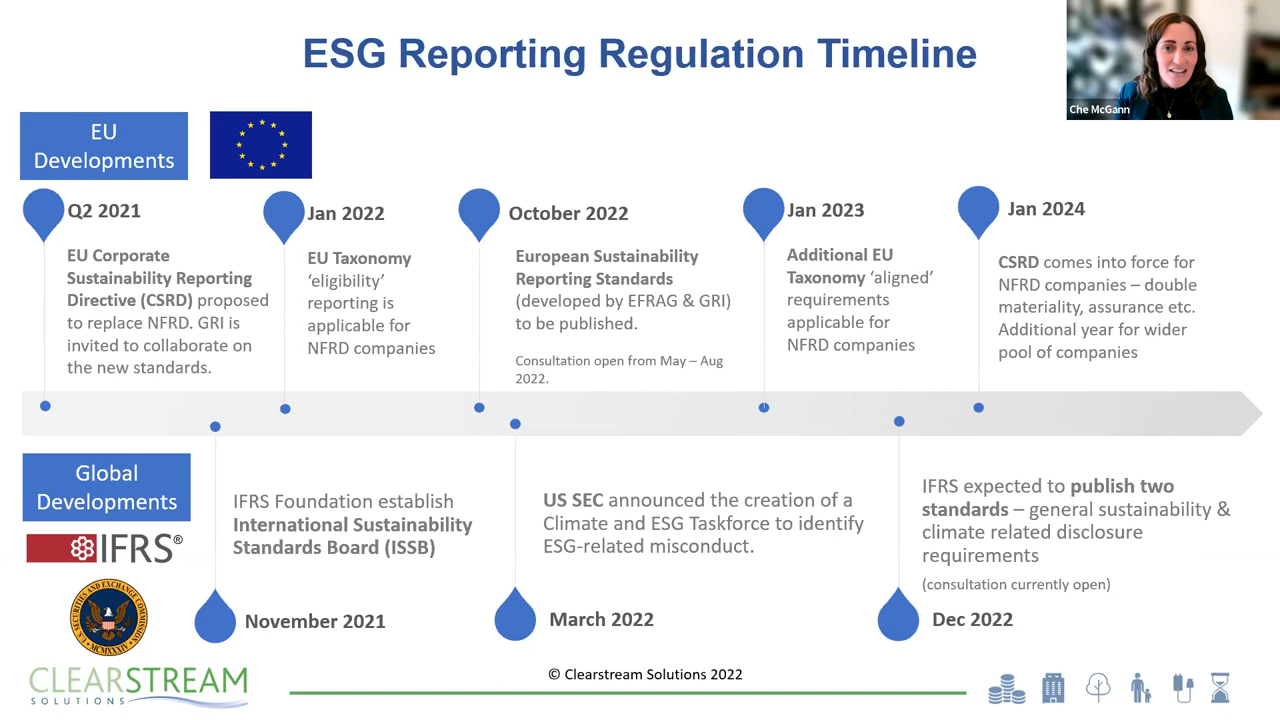 ESG Reporting Regulation Timeline
Che McGann
EU
Developments
Q2 2021
EU Corporate
Sustainability Reporting
Directive (CSRD) proposed
to replace NFRD. GRI is
invited to collaborate on
the new standards.
Jan 2022
EU Taxonomy
‘eligibility’
reporting is
applicable for
NFRD companies
October 2022
European Sustainability
Reporting Standards
(developed by EFRAG & GRI)
to be published.
Consultation open from May – Aug
2022.
Jan 2023
Additional EU
Taxonomy ‘aligned’
requirements
applicable for
NFRD companies
Jan 2024
CSRD comes into force for
NFRD companies – double
materiality, assurance etc.
Additional year for wider
pool of companies
Global
Developments
IFRS®
SECURITIES AND EXCHANGE COMMISSION
U.S.
MCMXXXIV
IFRS Foundation establish
International Sustainability
Standards Board (ISSB)
November 2021
US SEC announced the creation of a
Climate and ESG Taskforce to identify
ESG-related misconduct.
March 2022
IFRS expected to publish two
standards – general sustainability &
climate related disclosure
requirements
(consultation currently open)
Dec 2022
CLEARSTREAM
SOLUTIONS
© Clearstream Solutions 2022